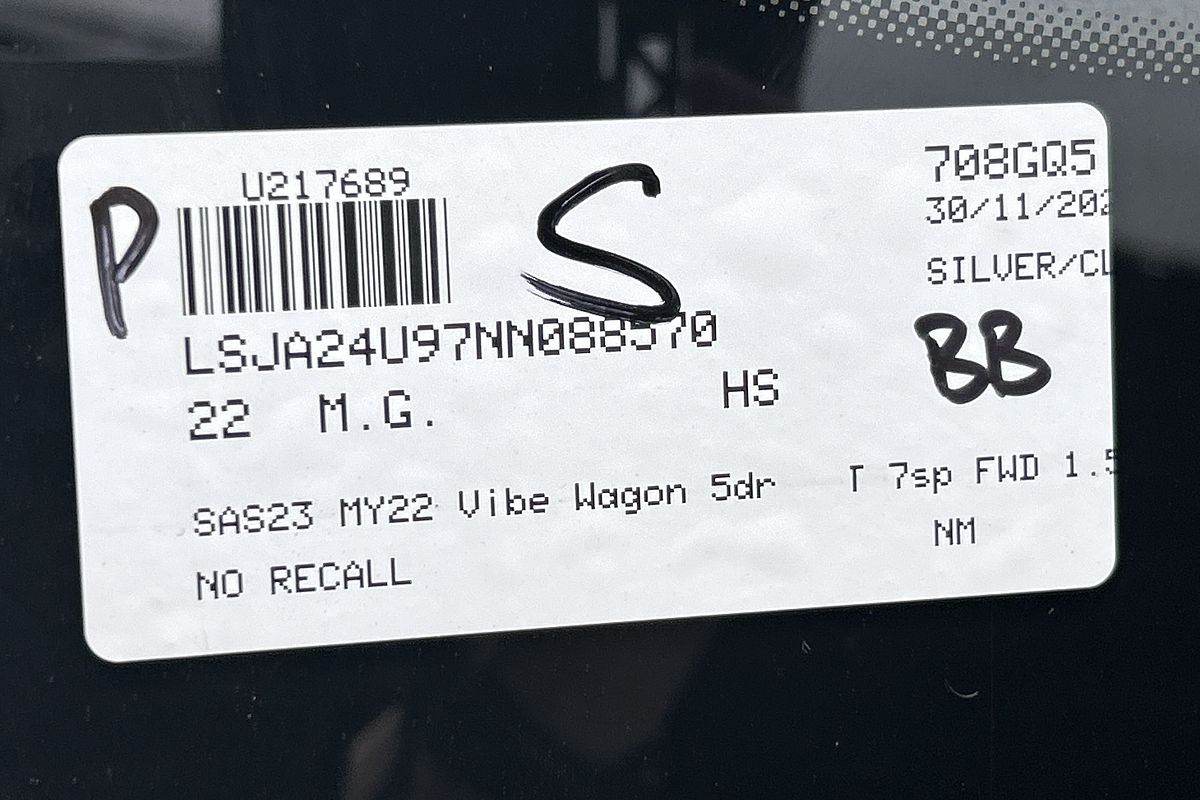 U217689
708GQ5
30/11/202
P
S
SILVER/CL
LSJA24U97NN088570
BB
22 M.G. HS
SAS23 MY22 Vibe Wagon 5dr T 7sp FWD 1.5
NM
NO RECALL